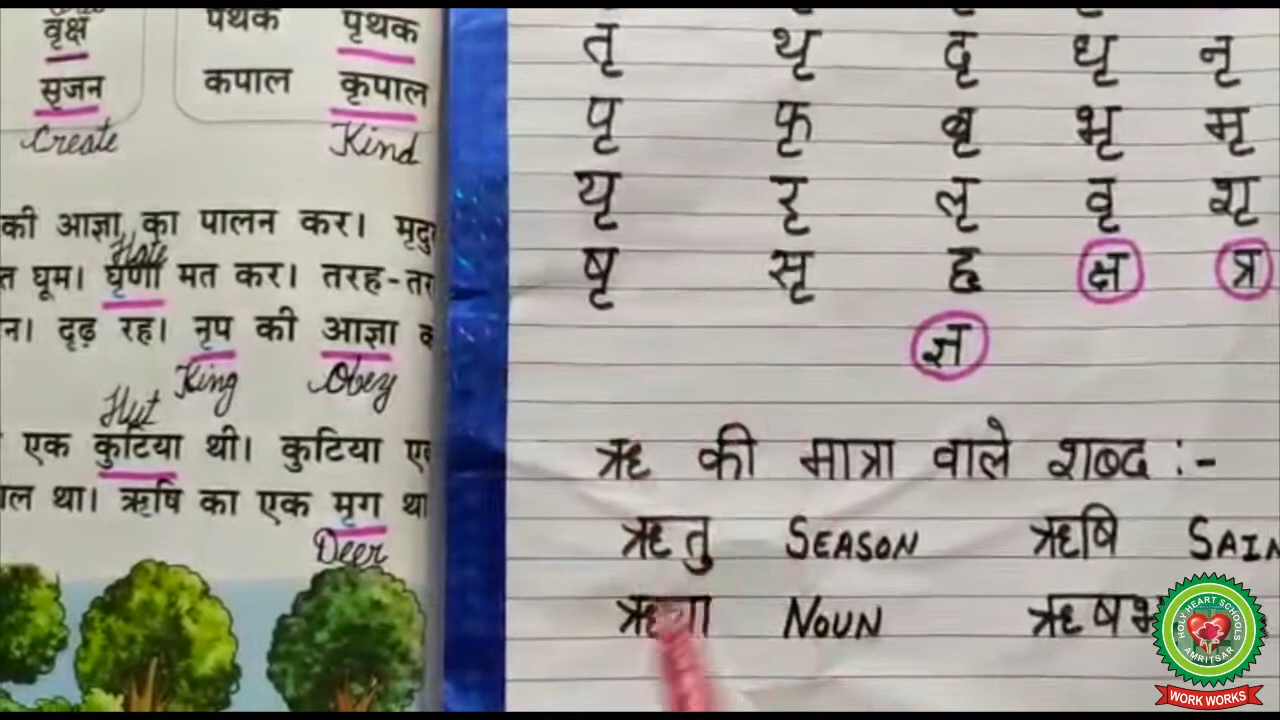 वृक्ष पथक पृथक
सृजन कपाल कृपाल
Create Kind
की आज्ञा का पालन कर। मृदु
Hate
त घूम। घृणा मत कर। तरह-तर
न। दृढ़ रह। नृप की आज्ञा
King Obey
Hut
एक कुटिया थी। कुटिया ए
ल था। ऋषि का एक मृग था
Deer
तृ थृ दृ धृ नृ
पृ फृ बृ भृ मृ
यृ रृ लृ वृ शृ
षृ सृ हृ क्ष त्र
ज्ञ
ऋ की मात्रा वाले शब्द :-
ऋतु SEASON ऋषि SAIN
NOUN ऋषभ
HOLY HEART SCHOOLS
AMRITSAR
WORK WORKS